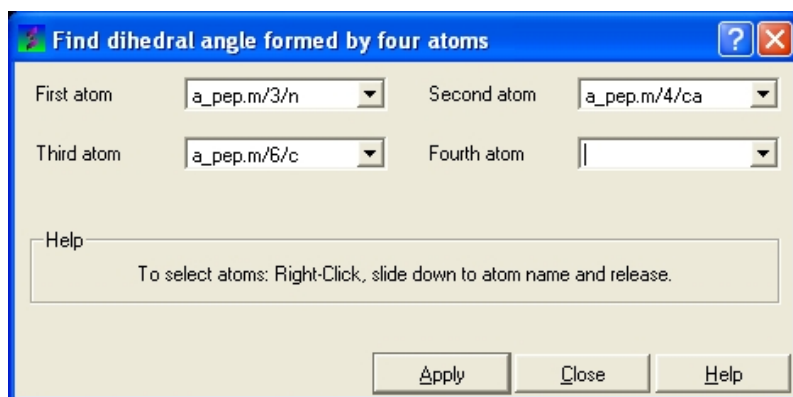 Find dihedral angle formed by four atoms
First atom a_pep.m/3/n Second atom a_pep.m/4/ca
Third atom a_pep.m/6/c Fourth atom
Help
To select atoms: Right-Click, slide down to atom name and release.
Apply Close Help